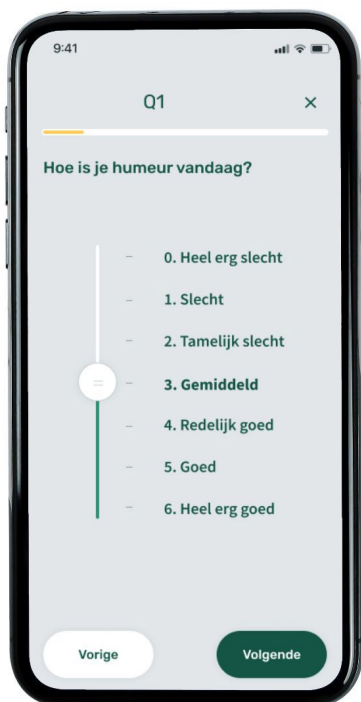 9:41
Q1
Hoe is je humeur vandaag?
0. Heel erg slecht
1. Slecht
2. Tamelijk slecht
3. Gemiddeld
4. Redelijk goed
5. Goed
6. Heel erg goed
Vorige
Volgende